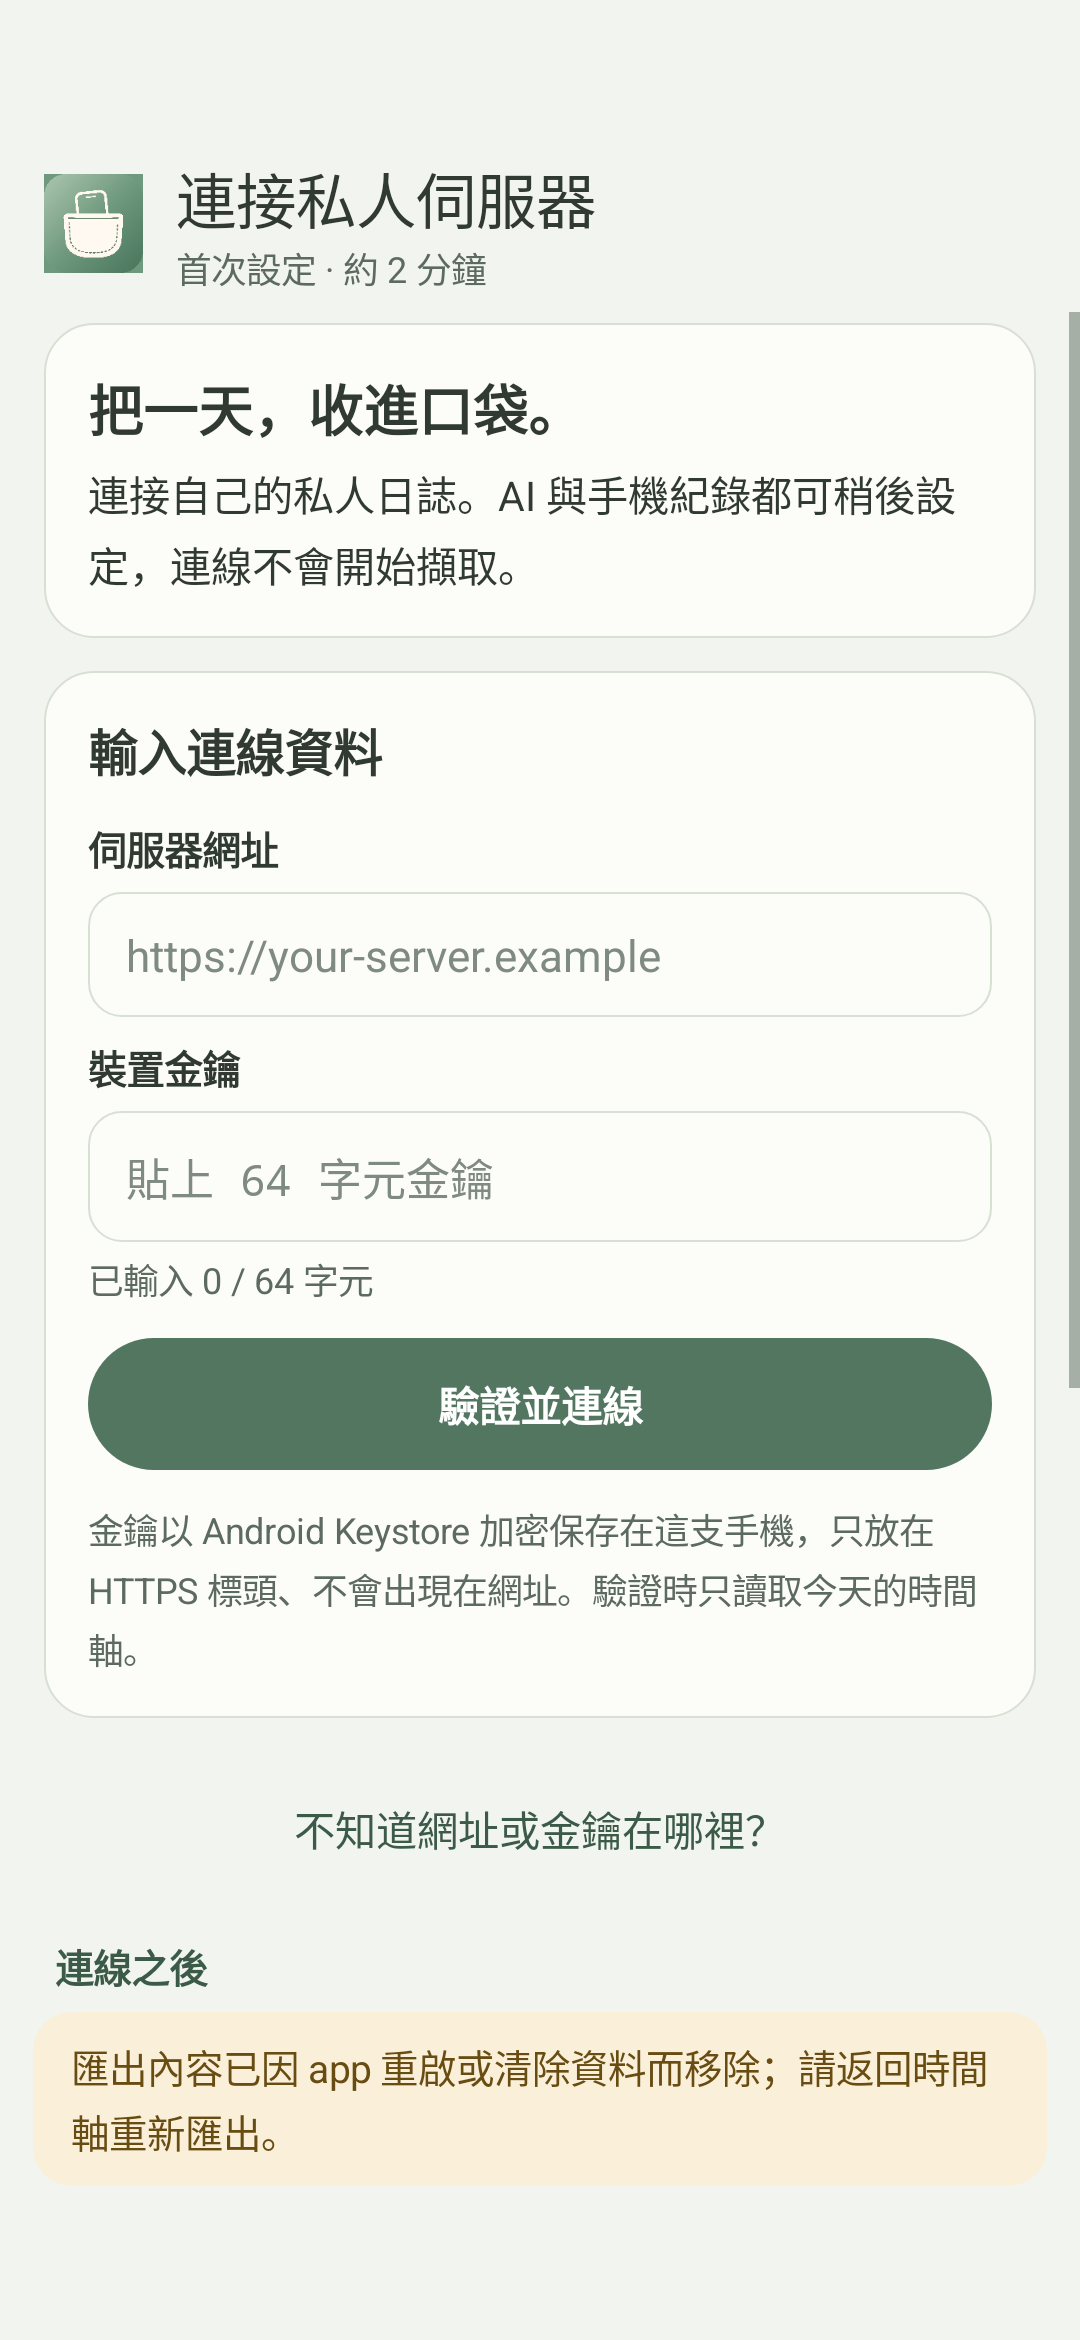 連接私人伺服器
首次設定 · 約 2 分鐘
把一天，收進口袋。
連接自己的私人日誌。AI 與手機紀錄都可稍後設
定，連線不會開始擷取。
輸入連線資料
伺服器網址
https://your-server.example
裝置金鑰
貼上 64 字元金鑰
已輸入 0 / 64 字元
驗證並連線
金鑰以 Android Keystore 加密保存在這支手機，只放在
HTTPS 標頭、不會出現在網址。驗證時只讀取今天的時間
軸。
不知道網址或金鑰在哪裡？
連線之後
匯出內容已因 app 重啟或清除資料而移除；請返回時間
軸重新匯出。